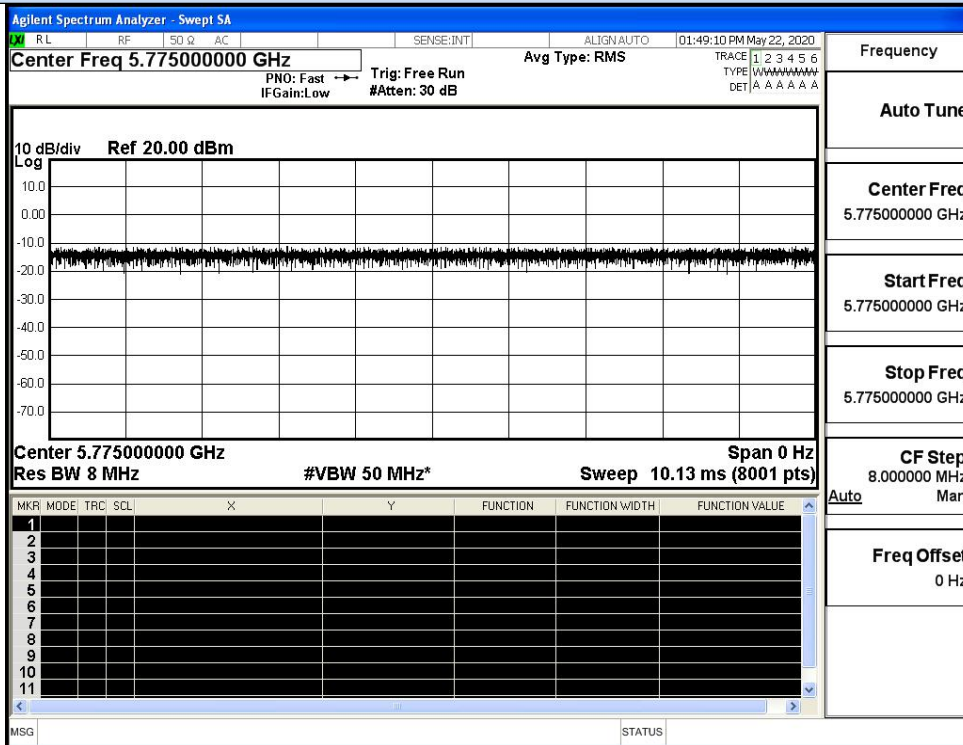 Agilent Spectrum Analyzer - Swept SA
LXI RL RF 50 Ω AC SENSE:INT ALIGN AUTO 01:49:10 PM May 22, 2020
Center Freq 5.775000000 GHz
PNO: Fast
IFGain:Low
Trig: Free Run
#Atten: 30 dB
Avg Type: RMS
TRACE 1 2 3 4 5 6
TYPE WWWWWW
DET A A A A A A
10 dB/div Ref 20.00 dBm
Log
10.0
0.00
-10.0
-20.0
-30.0
-40.0
-50.0
-60.0
-70.0
Center 5.775000000 GHz Span 0 Hz
Res BW 8 MHz #VBW 50 MHz* Sweep 10.13 ms (8001 pts)
MKR MODE TRC SCL X Y FUNCTION FUNCTION WIDTH FUNCTION VALUE
1
2
3
4
5
6
7
8
9
10
11
MSG STATUS
Frequency
Auto Tune
Center Freq
5.775000000 GHz
Start Freq
5.775000000 GHz
Stop Freq
5.775000000 GHz
CF Step
8.000000 MHz
Auto Man
Freq Offset
0 Hz